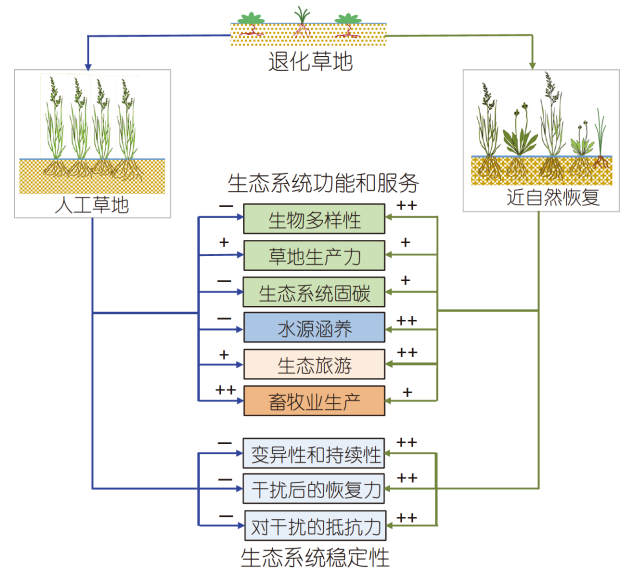 退化草地
人工草地
近自然恢复
生态系统功能和服务
— 生物多样性 ++
+ 草地生产力 +
— 生态系统固碳 +
— 水源涵养 ++
+ 生态旅游 ++
++ 畜牧业生产 +
— 变异性和持续性 ++
— 干扰后的恢复力 ++
— 对干扰的抵抗力 ++
生态系统稳定性